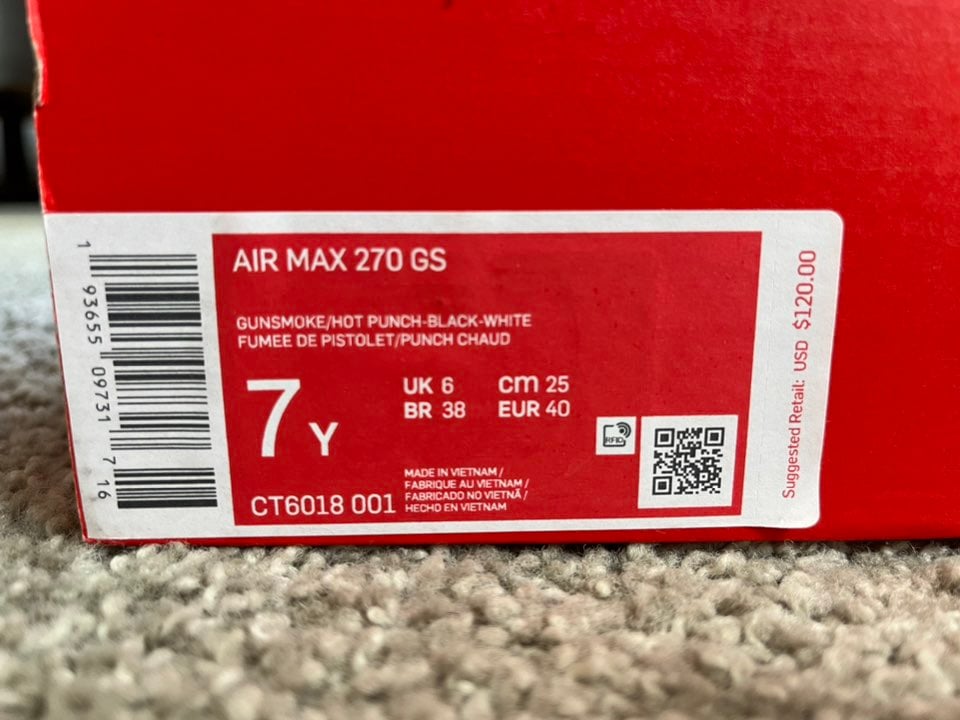 AIR MAX 270 GS
GUNSMOKE/HOT PUNCH-BLACK-WHITE
FUMEE DE PISTOLET/PUNCH CHAUD
7 Y
UK 6 cm 25
BR 38 EUR 40
RFID
MADE IN VIETNAM /
FABRIQUE AU VIETNAM /
FABRICADO NO VIETNÃ /
HECHO EN VIETNAM
CT6018 001
1 93655 09731 7 16
Suggested Retail: USD $120.00